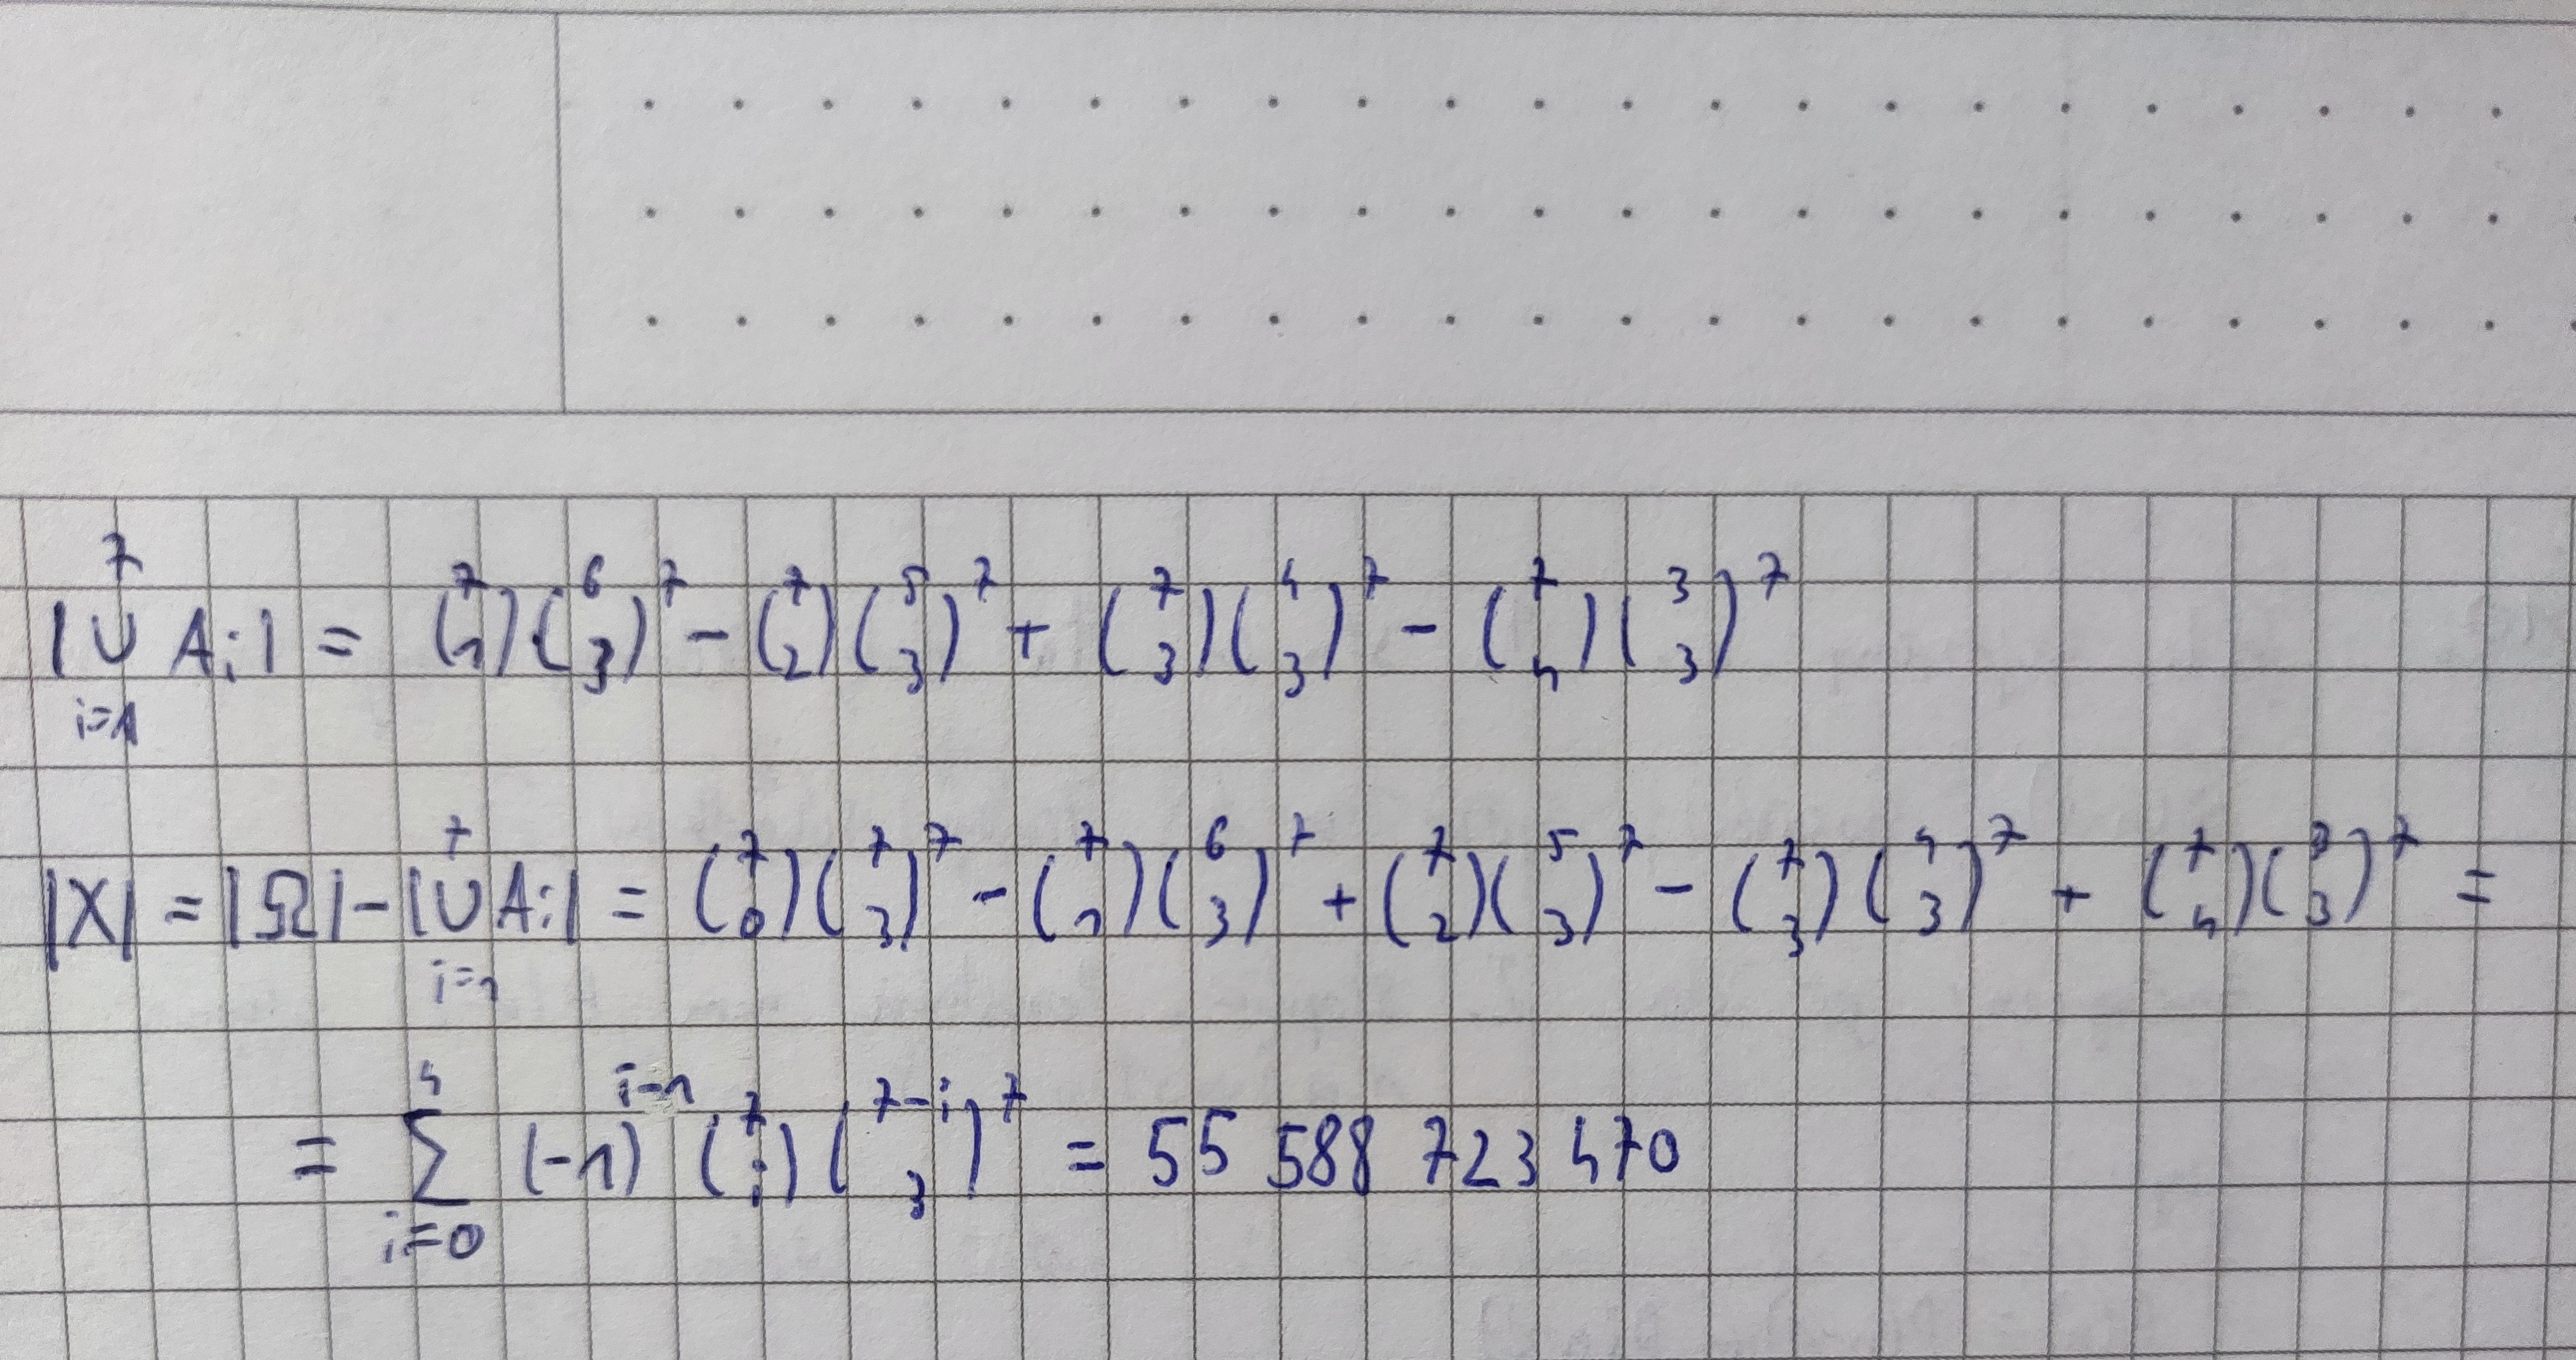 |⋃_{i=1}^{7} A_i| = \binom{7}{1}·\binom{6}{3}^7 - \binom{7}{2}\binom{5}{3}^7 + \binom{7}{3}\binom{4}{3}^7 - \binom{7}{4}\binom{3}{3}^7
|X| = |Ω| - |⋃_{i=1}^{7} A_i| = \binom{7}{0}\binom{7}{3}^7 - \binom{7}{1}\binom{6}{3}^7 + \binom{7}{2}\binom{5}{3}^7 - \binom{7}{3}\binom{4}{3}^7 + \binom{7}{4}\binom{3}{3}^7 =
= \sum_{i=0}^{4} (-1)^{i-1} \binom{7}{i}\binom{7-i}{3}^7 = 55 588 723 470